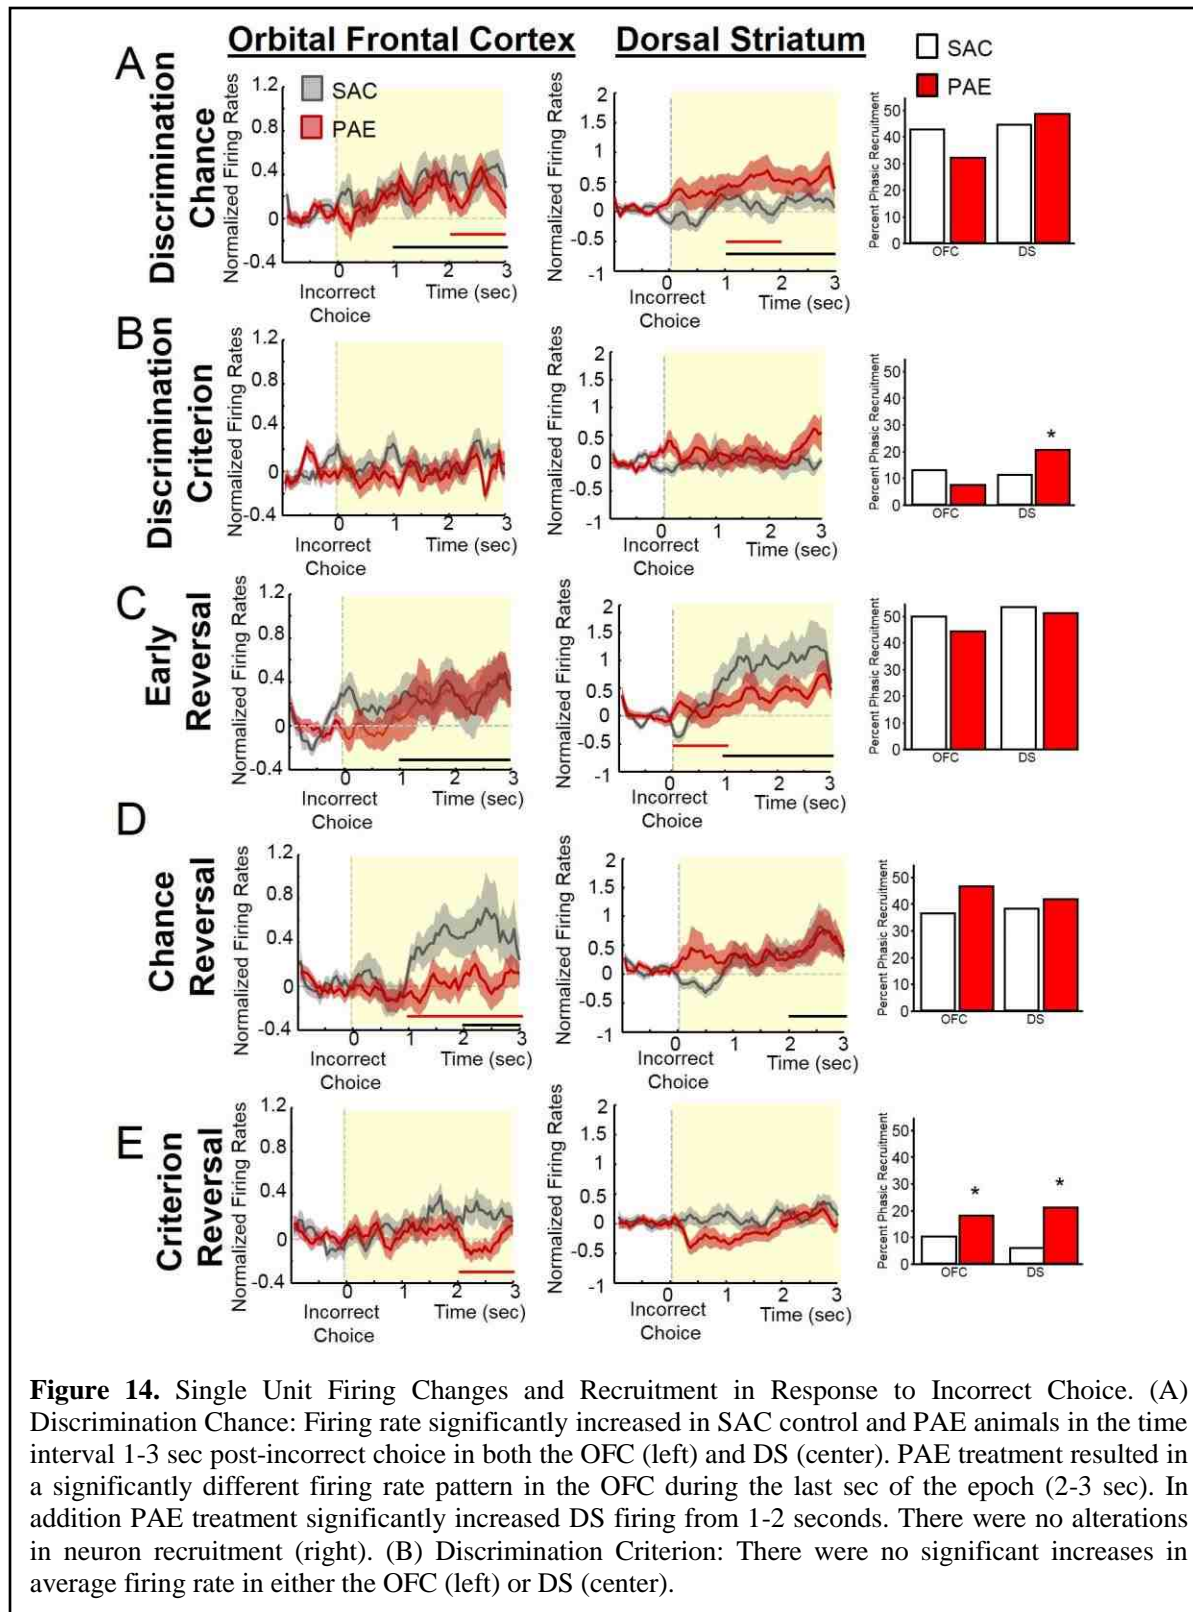 Orbital Frontal Cortex
Dorsal Striatum
SAC
PAE
A
Discrimination
Chance
Normalized Firing Rates
1.2
0.8
0.4
0
-0.4
SAC
PAE
0
1
2
3
Incorrect
Choice
Time (sec)
Normalized Firing Rates
2
1.5
1
0.5
0
-0.5
-1
0
1
2
3
Incorrect
Choice
Time (sec)
Percent Phasic Recruitment
50
40
30
20
10
0
OFC
DS
B
Discrimination
Criterion
Normalized Firing Rates
1.2
0.8
0.4
0
-0.4
0
1
2
3
Incorrect
Choice
Time (sec)
Normalized Firing Rates
2
1.5
1
0.5
0
-0.5
-1
0
1
2
3
Incorrect
Choice
Time (sec)
Percent Phasic Recruitment
50
40
30
20
10
0
*
OFC
DS
C
Early
Reversal
Normalized Firing Rates
1.2
0.8
0.4
0
-0.4
0
1
2
3
Incorrect
Choice
Time (sec)
Normalized Firing Rates
2
1.5
1
0.5
0
-0.5
-1
0
1
2
3
Incorrect
Choice
Time (sec)
Percent Phasic Recruitment
50
40
30
20
10
0
OFC
DS
D
Chance
Reversal
Normalized Firing Rates
1.2
0.8
0.4
0
-0.4
0
1
2
3
Incorrect
Choice
Time (sec)
Normalized Firing Rates
2
1.5
1
0.5
0
-0.5
-1
0
1
2
3
Incorrect
Choice
Time (sec)
Percent Phasic Recruitment
50
40
30
20
10
0
OFC
DS
E
Criterion
Reversal
Normalized Firing Rates
1.2
0.8
0.4
0
-0.4
0
1
2
3
Incorrect
Choice
Time (sec)
Normalized Firing Rates
2
1.5
1
0.5
0
-0.5
-1
0
1
2
3
Incorrect
Choice
Time (sec)
Percent Phasic Recruitment
50
40
30
20
10
0
*
*
OFC
DS
Figure 14. Single Unit Firing Changes and Recruitment in Response to Incorrect Choice. (A)
Discrimination Chance: Firing rate significantly increased in SAC control and PAE animals in the time
interval 1-3 sec post-incorrect choice in both the OFC (left) and DS (center). PAE treatment resulted in
a significantly different firing rate pattern in the OFC during the last sec of the epoch (2-3 sec). In
addition PAE treatment significantly increased DS firing from 1-2 seconds. There were no alterations
in neuron recruitment (right). (B) Discrimination Criterion: There were no significant increases in
average firing rate in either the OFC (left) or DS (center).